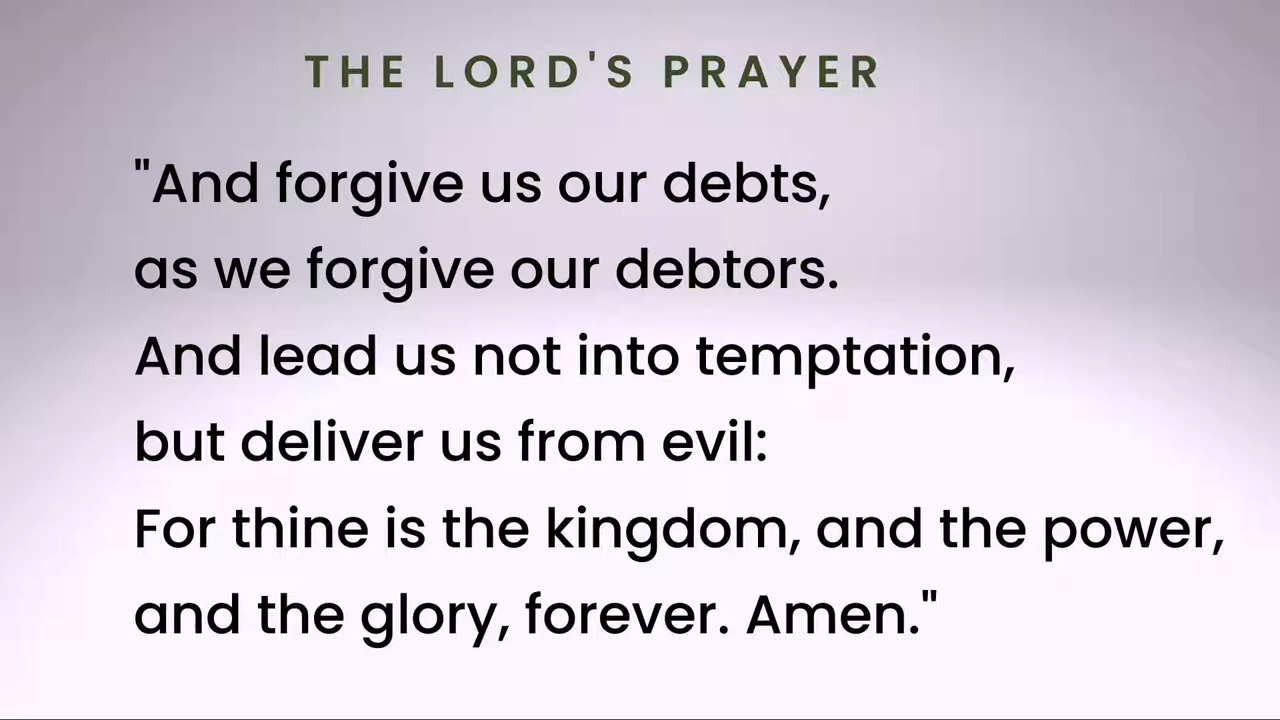 THE LORD'S PRAYER
"And forgive us our debts,
as we forgive our debtors.
And lead us not into temptation,
but deliver us from evil:
For thine is the kingdom, and the power,
and the glory, forever. Amen."